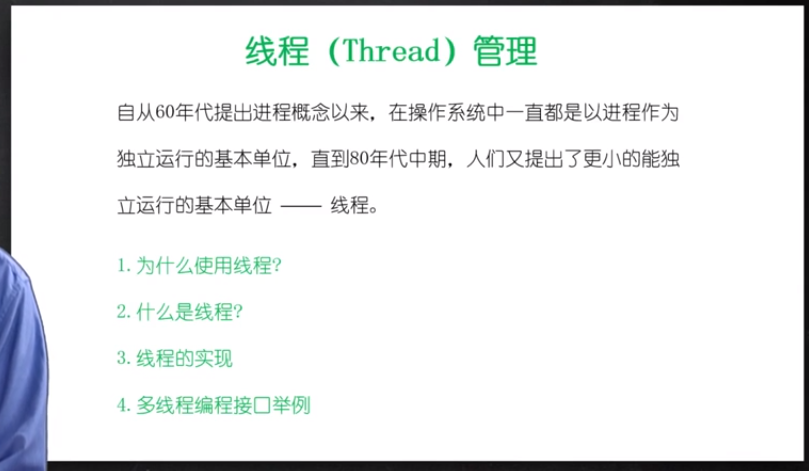 线程（Thread）管理
自从60年代提出进程概念以来，在操作系统中一直都是以进程作为
独立运行的基本单位，直到80年代中期，人们又提出了更小的能独
立运行的基本单位 —— 线程。
1. 为什么使用线程?
2. 什么是线程?
3. 线程的实现
4. 多线程编程接口举例